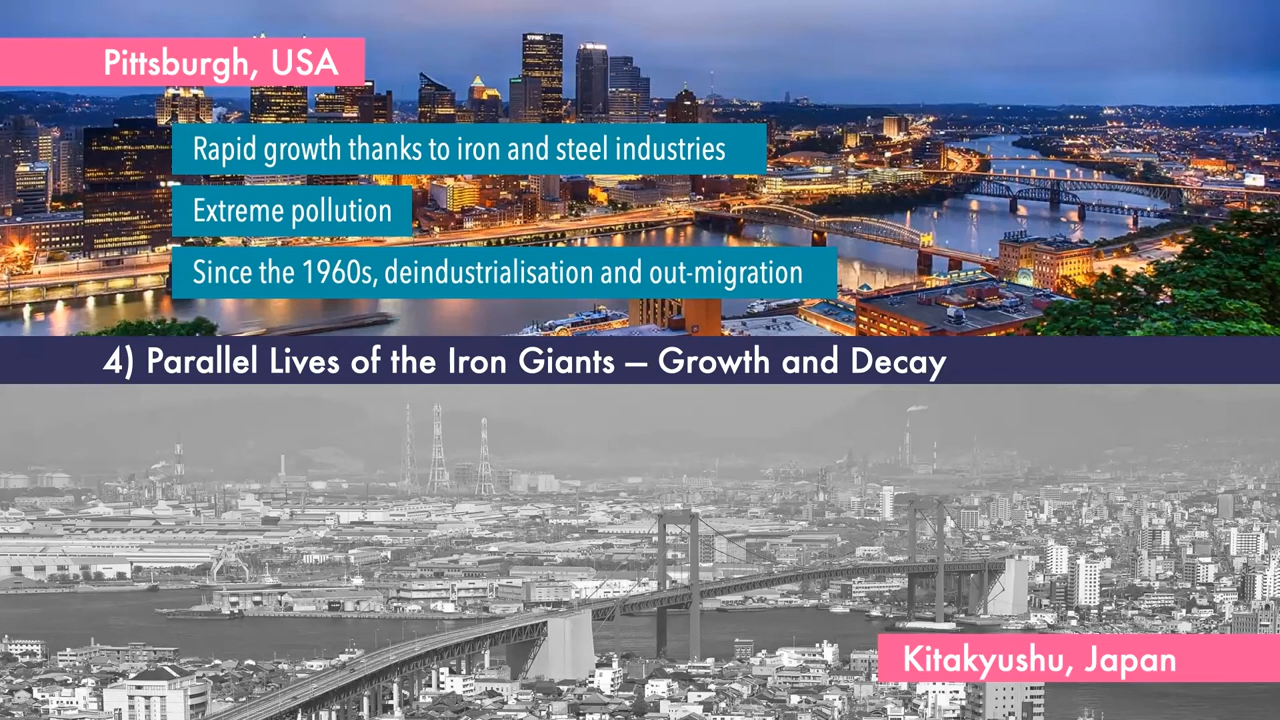 Pittsburgh, USA
Rapid growth thanks to iron and steel industries
Extreme pollution
Since the 1960s, deindustrialisation and out-migration
4) Parallel Lives of the Iron Giants – Growth and Decay
Kitakyushu, Japan